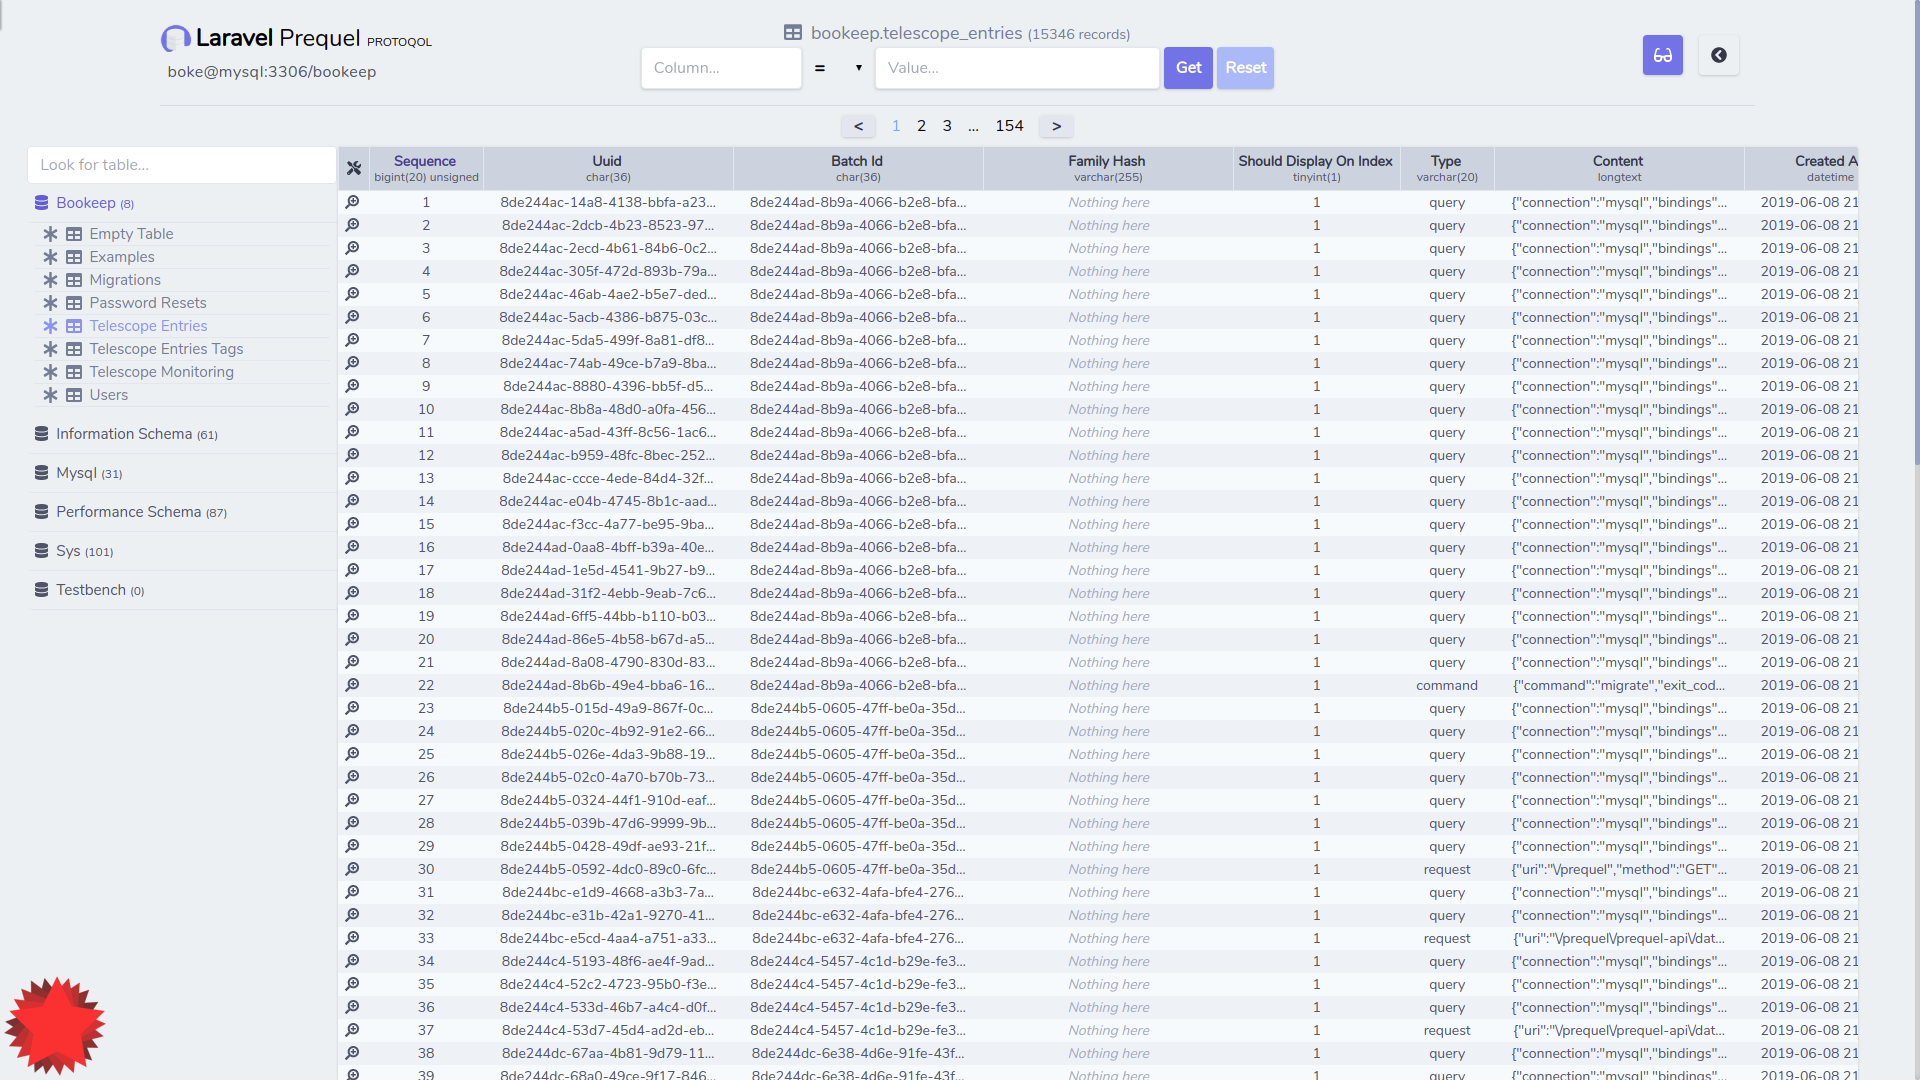 Laravel Prequel PROTOQOL
boke@mysql:3306/bookeep
bookeep.telescope_entries (15346 records)
Column... = ▾ Value... Get Reset
< 1 2 3 ... 154 >
Look for table...
Bookeep (8)
Empty Table
Examples
Migrations
Password Resets
Telescope Entries
Telescope Entries Tags
Telescope Monitoring
Users
Information Schema (61)
Mysql (31)
Performance Schema (87)
Sys (101)
Testbench (0)
Sequence Uuid Batch Id Family Hash Should Display On Index Type Content Created A
bigint(20) unsigned char(36) char(36) varchar(255) tinyint(1) varchar(20) longtext datetime
1 8de244ac-14a8-4138-bbfa-a23... 8de244ad-8b9a-4066-b2e8-bfa... Nothing here 1 query {"connection":"mysql","bindings"... 2019-06-08 21
2 8de244ac-2dcb-4b23-8523-97... 8de244ad-8b9a-4066-b2e8-bfa... Nothing here 1 query {"connection":"mysql","bindings"... 2019-06-08 21
3 8de244ac-2ecd-4b61-84b6-0c2... 8de244ad-8b9a-4066-b2e8-bfa... Nothing here 1 query {"connection":"mysql","bindings"... 2019-06-08 21
4 8de244ac-305f-472d-893b-79a... 8de244ad-8b9a-4066-b2e8-bfa... Nothing here 1 query {"connection":"mysql","bindings"... 2019-06-08 21
5 8de244ac-46ab-4ae2-b5e7-ded... 8de244ad-8b9a-4066-b2e8-bfa... Nothing here 1 query {"connection":"mysql","bindings"... 2019-06-08 21
6 8de244ac-5acb-4386-b875-03c... 8de244ad-8b9a-4066-b2e8-bfa... Nothing here 1 query {"connection":"mysql","bindings"... 2019-06-08 21
7 8de244ac-5da5-499f-8a81-df8... 8de244ad-8b9a-4066-b2e8-bfa... Nothing here 1 query {"connection":"mysql","bindings"... 2019-06-08 21
8 8de244ac-74ab-49ce-b7a9-8ba... 8de244ad-8b9a-4066-b2e8-bfa... Nothing here 1 query {"connection":"mysql","bindings"... 2019-06-08 21
9 8de244ac-8880-4396-bb5f-d5... 8de244ad-8b9a-4066-b2e8-bfa... Nothing here 1 query {"connection":"mysql","bindings"... 2019-06-08 21
10 8de244ac-8b8a-48d0-a0fa-456... 8de244ad-8b9a-4066-b2e8-bfa... Nothing here 1 query {"connection":"mysql","bindings"... 2019-06-08 21
11 8de244ac-a5ad-43ff-8c56-1ac6... 8de244ad-8b9a-4066-b2e8-bfa... Nothing here 1 query {"connection":"mysql","bindings"... 2019-06-08 21
12 8de244ac-b959-48fc-8bec-252... 8de244ad-8b9a-4066-b2e8-bfa... Nothing here 1 query {"connection":"mysql","bindings"... 2019-06-08 21
13 8de244ac-ccce-4ede-84d4-32f... 8de244ad-8b9a-4066-b2e8-bfa... Nothing here 1 query {"connection":"mysql","bindings"... 2019-06-08 21
14 8de244ac-e04b-4745-8b1c-aad... 8de244ad-8b9a-4066-b2e8-bfa... Nothing here 1 query {"connection":"mysql","bindings"... 2019-06-08 21
15 8de244ac-f3cc-4a77-be95-9ba... 8de244ad-8b9a-4066-b2e8-bfa... Nothing here 1 query {"connection":"mysql","bindings"... 2019-06-08 21
16 8de244ad-0aa8-4bff-b39a-40e... 8de244ad-8b9a-4066-b2e8-bfa... Nothing here 1 query {"connection":"mysql","bindings"... 2019-06-08 21
17 8de244ad-1e5d-4541-9b27-b9... 8de244ad-8b9a-4066-b2e8-bfa... Nothing here 1 query {"connection":"mysql","bindings"... 2019-06-08 21
18 8de244ad-31f2-4ebb-9eab-7c6... 8de244ad-8b9a-4066-b2e8-bfa... Nothing here 1 query {"connection":"mysql","bindings"... 2019-06-08 21
19 8de244ad-6ff5-44bb-b110-b03... 8de244ad-8b9a-4066-b2e8-bfa... Nothing here 1 query {"connection":"mysql","bindings"... 2019-06-08 21
20 8de244ad-86e5-4b58-b67d-a5... 8de244ad-8b9a-4066-b2e8-bfa... Nothing here 1 query {"connection":"mysql","bindings"... 2019-06-08 21
21 8de244ad-8a08-4790-830d-83... 8de244ad-8b9a-4066-b2e8-bfa... Nothing here 1 query {"connection":"mysql","bindings"... 2019-06-08 21
22 8de244ad-8b6b-49e4-bba6-16... 8de244ad-8b9a-4066-b2e8-bfa... Nothing here 1 command {"command":"migrate","exit_cod... 2019-06-08 21
23 8de244b5-015d-49a9-867f-0c... 8de244b5-0605-47ff-be0a-35d... Nothing here 1 query {"connection":"mysql","bindings"... 2019-06-08 21
24 8de244b5-020c-4b92-91e2-66... 8de244b5-0605-47ff-be0a-35d... Nothing here 1 query {"connection":"mysql","bindings"... 2019-06-08 21
25 8de244b5-026e-4da3-9b88-19... 8de244b5-0605-47ff-be0a-35d... Nothing here 1 query {"connection":"mysql","bindings"... 2019-06-08 21
26 8de244b5-02c0-4a70-b70b-73... 8de244b5-0605-47ff-be0a-35d... Nothing here 1 query {"connection":"mysql","bindings"... 2019-06-08 21
27 8de244b5-0324-44f1-910d-eaf... 8de244b5-0605-47ff-be0a-35d... Nothing here 1 query {"connection":"mysql","bindings"... 2019-06-08 21
28 8de244b5-039b-47d6-9999-9b... 8de244b5-0605-47ff-be0a-35d... Nothing here 1 query {"connection":"mysql","bindings"... 2019-06-08 21
29 8de244b5-0428-49df-ae93-21f... 8de244b5-0605-47ff-be0a-35d... Nothing here 1 query {"connection":"mysql","bindings"... 2019-06-08 21
30 8de244b5-0592-4dc0-89c0-6fc... 8de244b5-0605-47ff-be0a-35d... Nothing here 1 request {"uri":"\/prequel","method":"GET"... 2019-06-08 21
31 8de244bc-e1d9-4668-a3b3-7a... 8de244bc-e632-4afa-bfe4-276... Nothing here 1 query {"connection":"mysql","bindings"... 2019-06-08 21
32 8de244bc-e31b-42a1-9270-41... 8de244bc-e632-4afa-bfe4-276... Nothing here 1 query {"connection":"mysql","bindings"... 2019-06-08 21
33 8de244bc-e5cd-4aa4-a751-a33... 8de244bc-e632-4afa-bfe4-276... Nothing here 1 request {"uri":"\/prequel\/prequel-api\/dat... 2019-06-08 21
34 8de244c4-5193-48f6-ae4f-9ad... 8de244c4-5457-4c1d-b29e-fe3... Nothing here 1 query {"connection":"mysql","bindings"... 2019-06-08 21
35 8de244c4-52c2-4723-95b0-f3e... 8de244c4-5457-4c1d-b29e-fe3... Nothing here 1 query {"connection":"mysql","bindings"... 2019-06-08 21
36 8de244c4-533d-46b7-a4c4-d0f... 8de244c4-5457-4c1d-b29e-fe3... Nothing here 1 query {"connection":"mysql","bindings"... 2019-06-08 21
37 8de244c4-53d7-45d4-ad2d-eb... 8de244c4-5457-4c1d-b29e-fe3... Nothing here 1 request {"uri":"\/prequel\/prequel-api\/dat... 2019-06-08 21
38 8de244dc-67aa-4b81-9d79-11... 8de244dc-6e38-4d6e-91fe-43f... Nothing here 1 query {"connection":"mysql","bindings"... 2019-06-08 21
39 8de244dc-68a0-49ce-9f17-846... 8de244dc-6e38-4d6e-91fe-43f... Nothing here 1 query {"connection":"mysql","bindings"... 2019-06-08 21